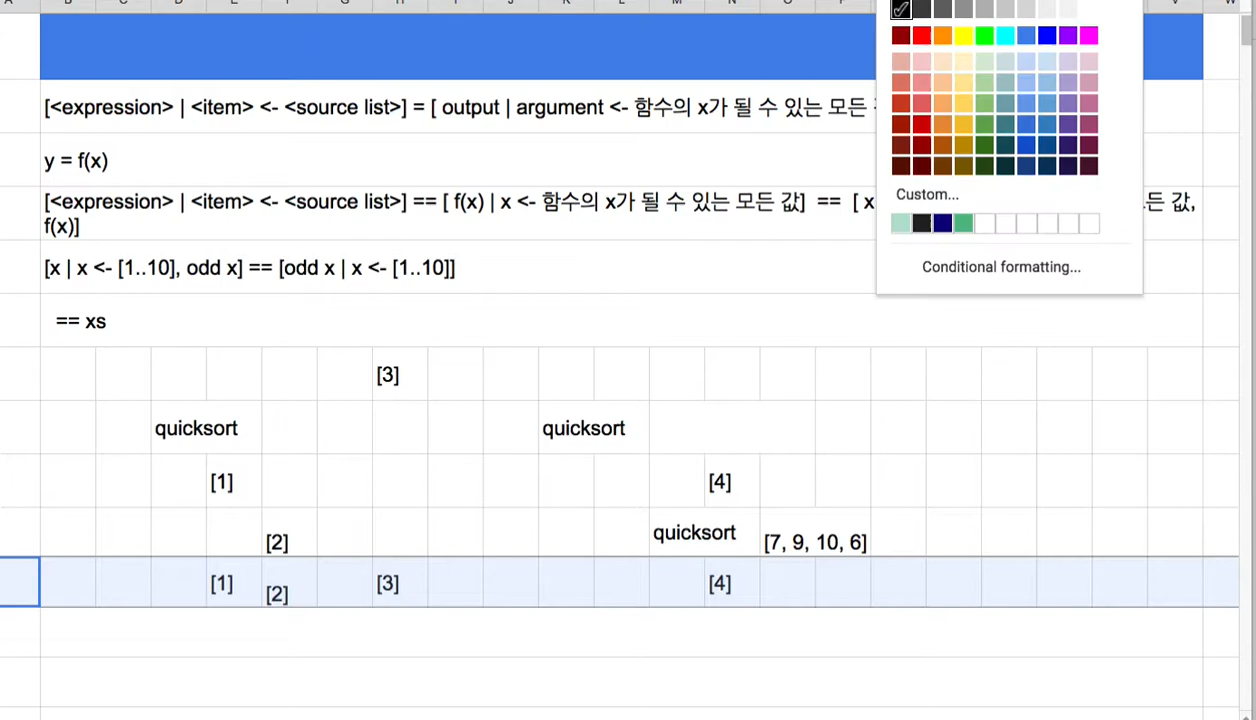 [<expression> | <item> <- <source list>] = [ output | argument <- 함수의 x가 될 수 있는 모든
y = f(x)
[<expression> | <item> <- <source list>] == [ f(x) | x <- 함수의 x가 될 수 있는 모든 값] == [ x
든 값,
f(x)]
[x | x <- [1..10], odd x] == [odd x | x <- [1..10]]
== xs
[3]
quicksort quicksort
[1] [4]
quicksort
[2] [7, 9, 10, 6]
[1] [2] [3] [4]
Custom...
Conditional formatting...